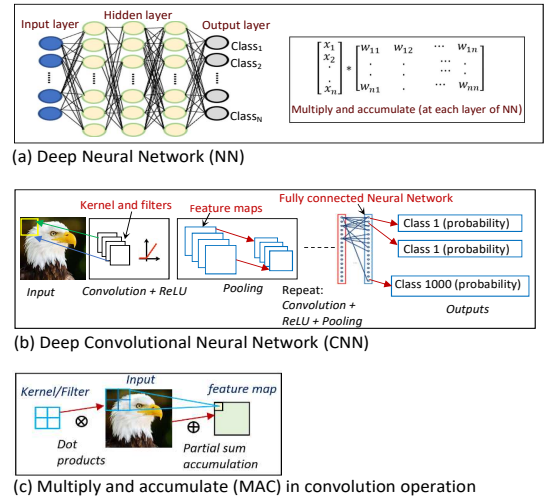 Input layer
Hidden layer
Output layer
Class₁
Class₂
Class_N
[x₁ x₂ . . xₙ] * [w₁₁ w₁₂ ⋯ w₁ₙ
. . ⋯ .
. . ⋯ .
wₙ₁ . ⋯ wₙₙ]
Multiply and accumulate (at each layer of NN)
(a) Deep Neural Network (NN)
Kernel and filters
Feature maps
Fully connected Neural Network
Class 1 (probability)
Class 1 (probability)
Class 1000 (probability)
Input
Convolution + ReLU
Pooling
Repeat:
Convolution +
ReLU + Pooling
Outputs
(b) Deep Convolutional Neural Network (CNN)
Kernel/Filter
Input
feature map
⊗
⊕
Dot
products
Partial sum
accumulation
(c) Multiply and accumulate (MAC) in convolution operation